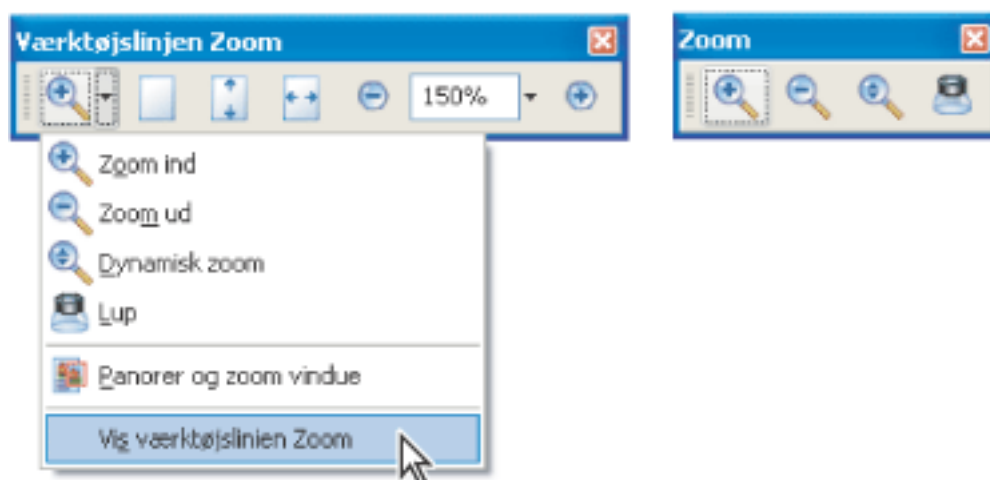 Værktøjslinjen Zoom
150%
Zoom ind
Zoom ud
Dynamisk zoom
Lup
Panorer og zoom vindue
Vis værktøjslinien Zoom
Zoom